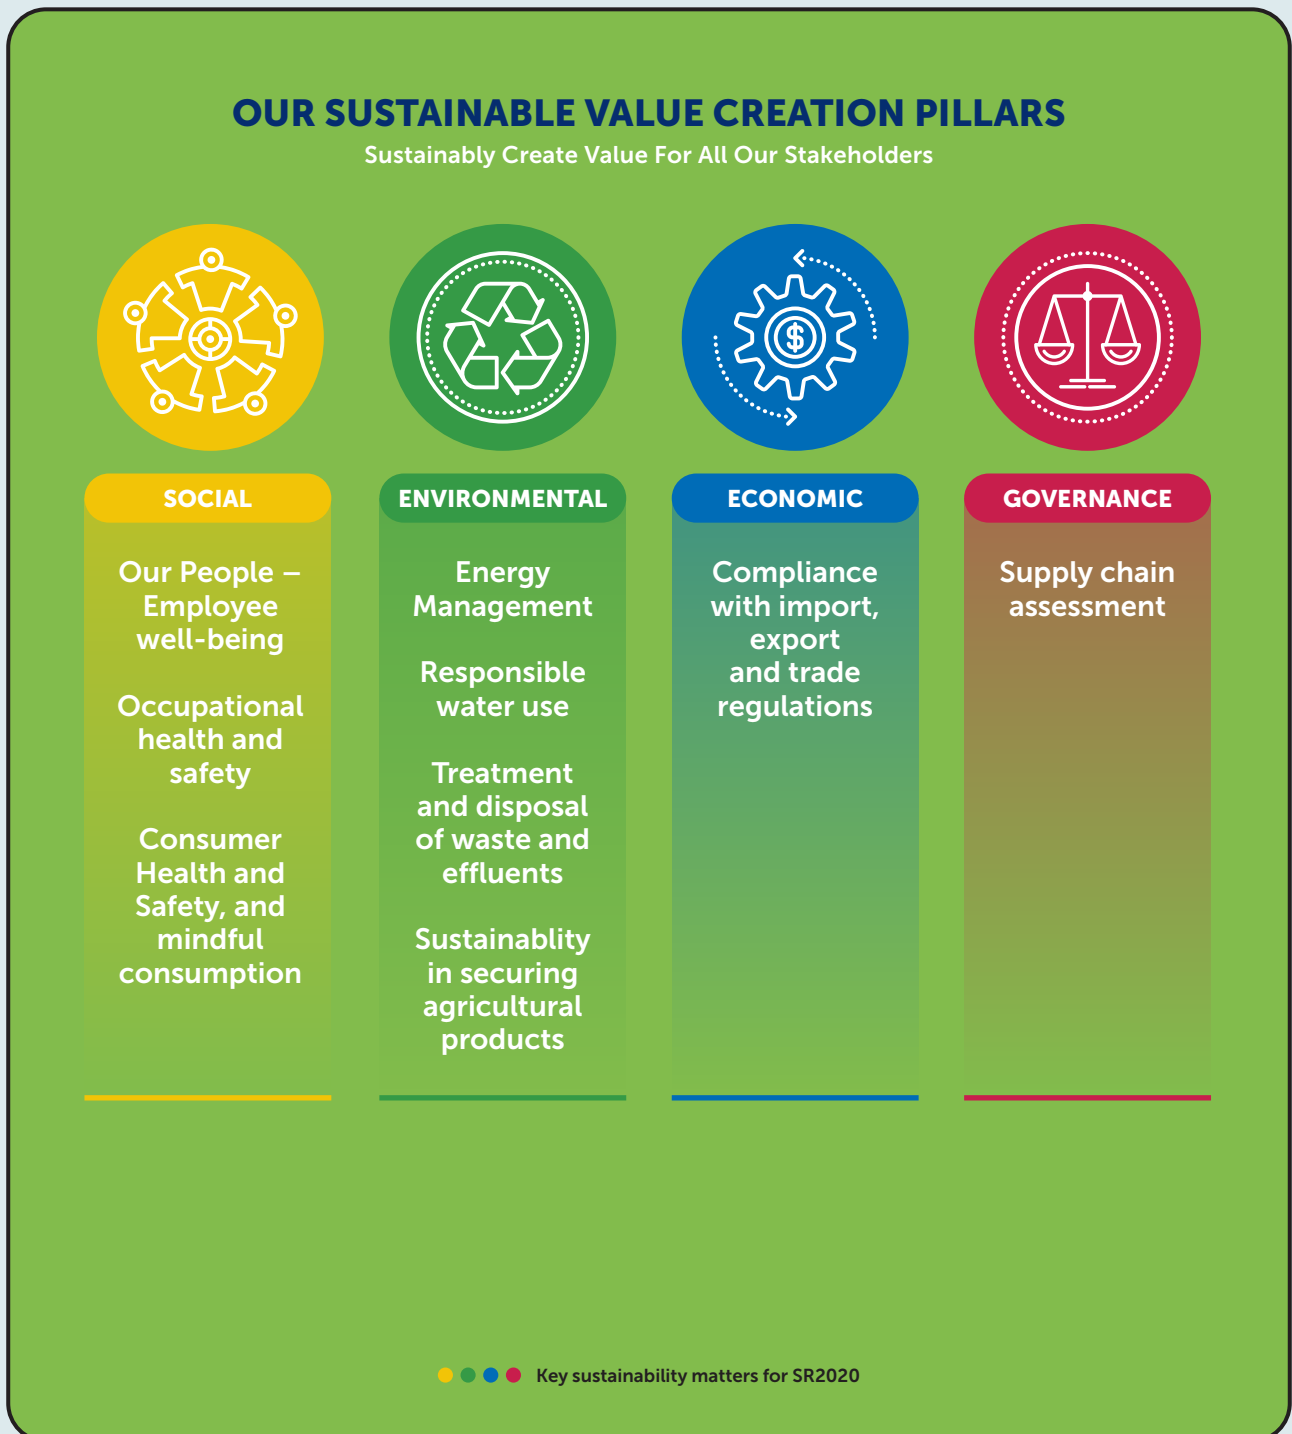 OUR SUSTAINABLE VALUE CREATION PILLARS
Sustainably Create Value For All Our Stakeholders
$
SOCIAL
Our People –
Employee
well-being
Occupational
health and
safety
Consumer
Health and
Safety, and
mindful
consumption
ENVIRONMENTAL
Energy
Management
Responsible
water use
Treatment
and disposal
of waste and
effluents
Sustainablity
in securing
agricultural
products
ECONOMIC
Compliance
with import,
export
and trade
regulations
GOVERNANCE
Supply chain
assessment
Key sustainability matters for SR2020